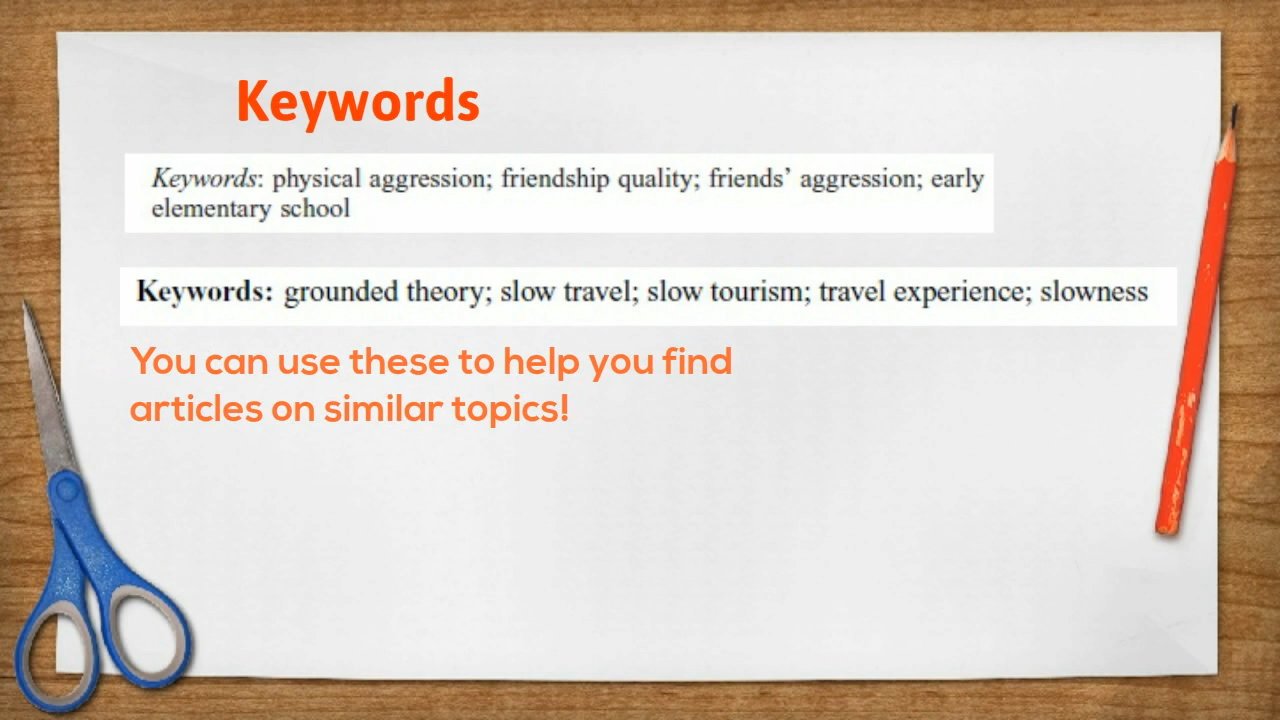 Keywords
Keywords: physical aggression; friendship quality; friends’ aggression; early
elementary school
Keywords: grounded theory; slow travel; slow tourism; travel experience; slowness
You can use these to help you find
articles on similar topics!